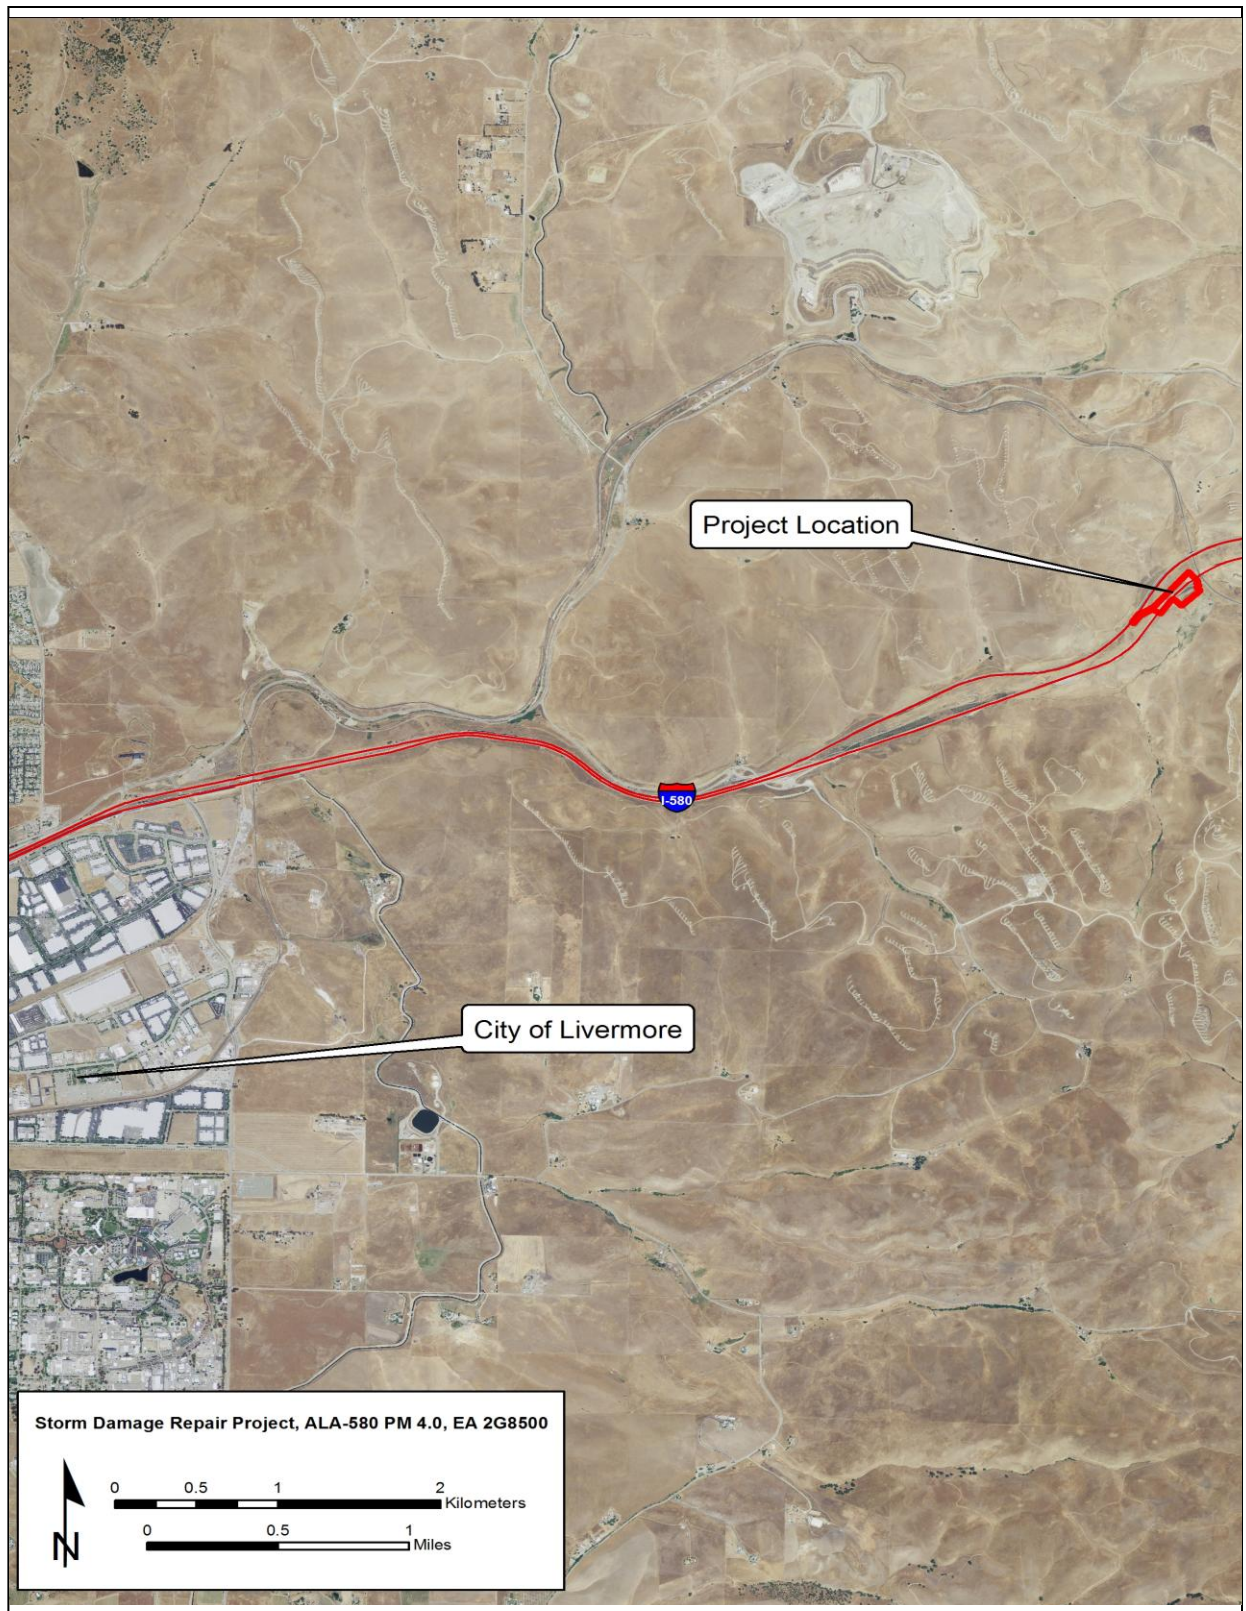 Project Location
I-580
City of Livermore
Storm Damage Repair Project, ALA-580 PM 4.0, EA 2G8500
0 0.5 1 2
Kilometers
0 0.5 1
Miles
N